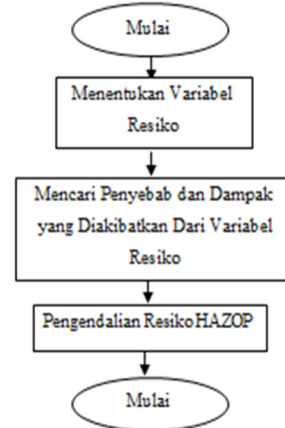 Mulai
Menentukan Variabel
Resiko
Mencari Penyebab dan Dampak
yang Diakibatkan Dari Variabel
Resiko
Pengendalian Resiko HAZOP
Mulai